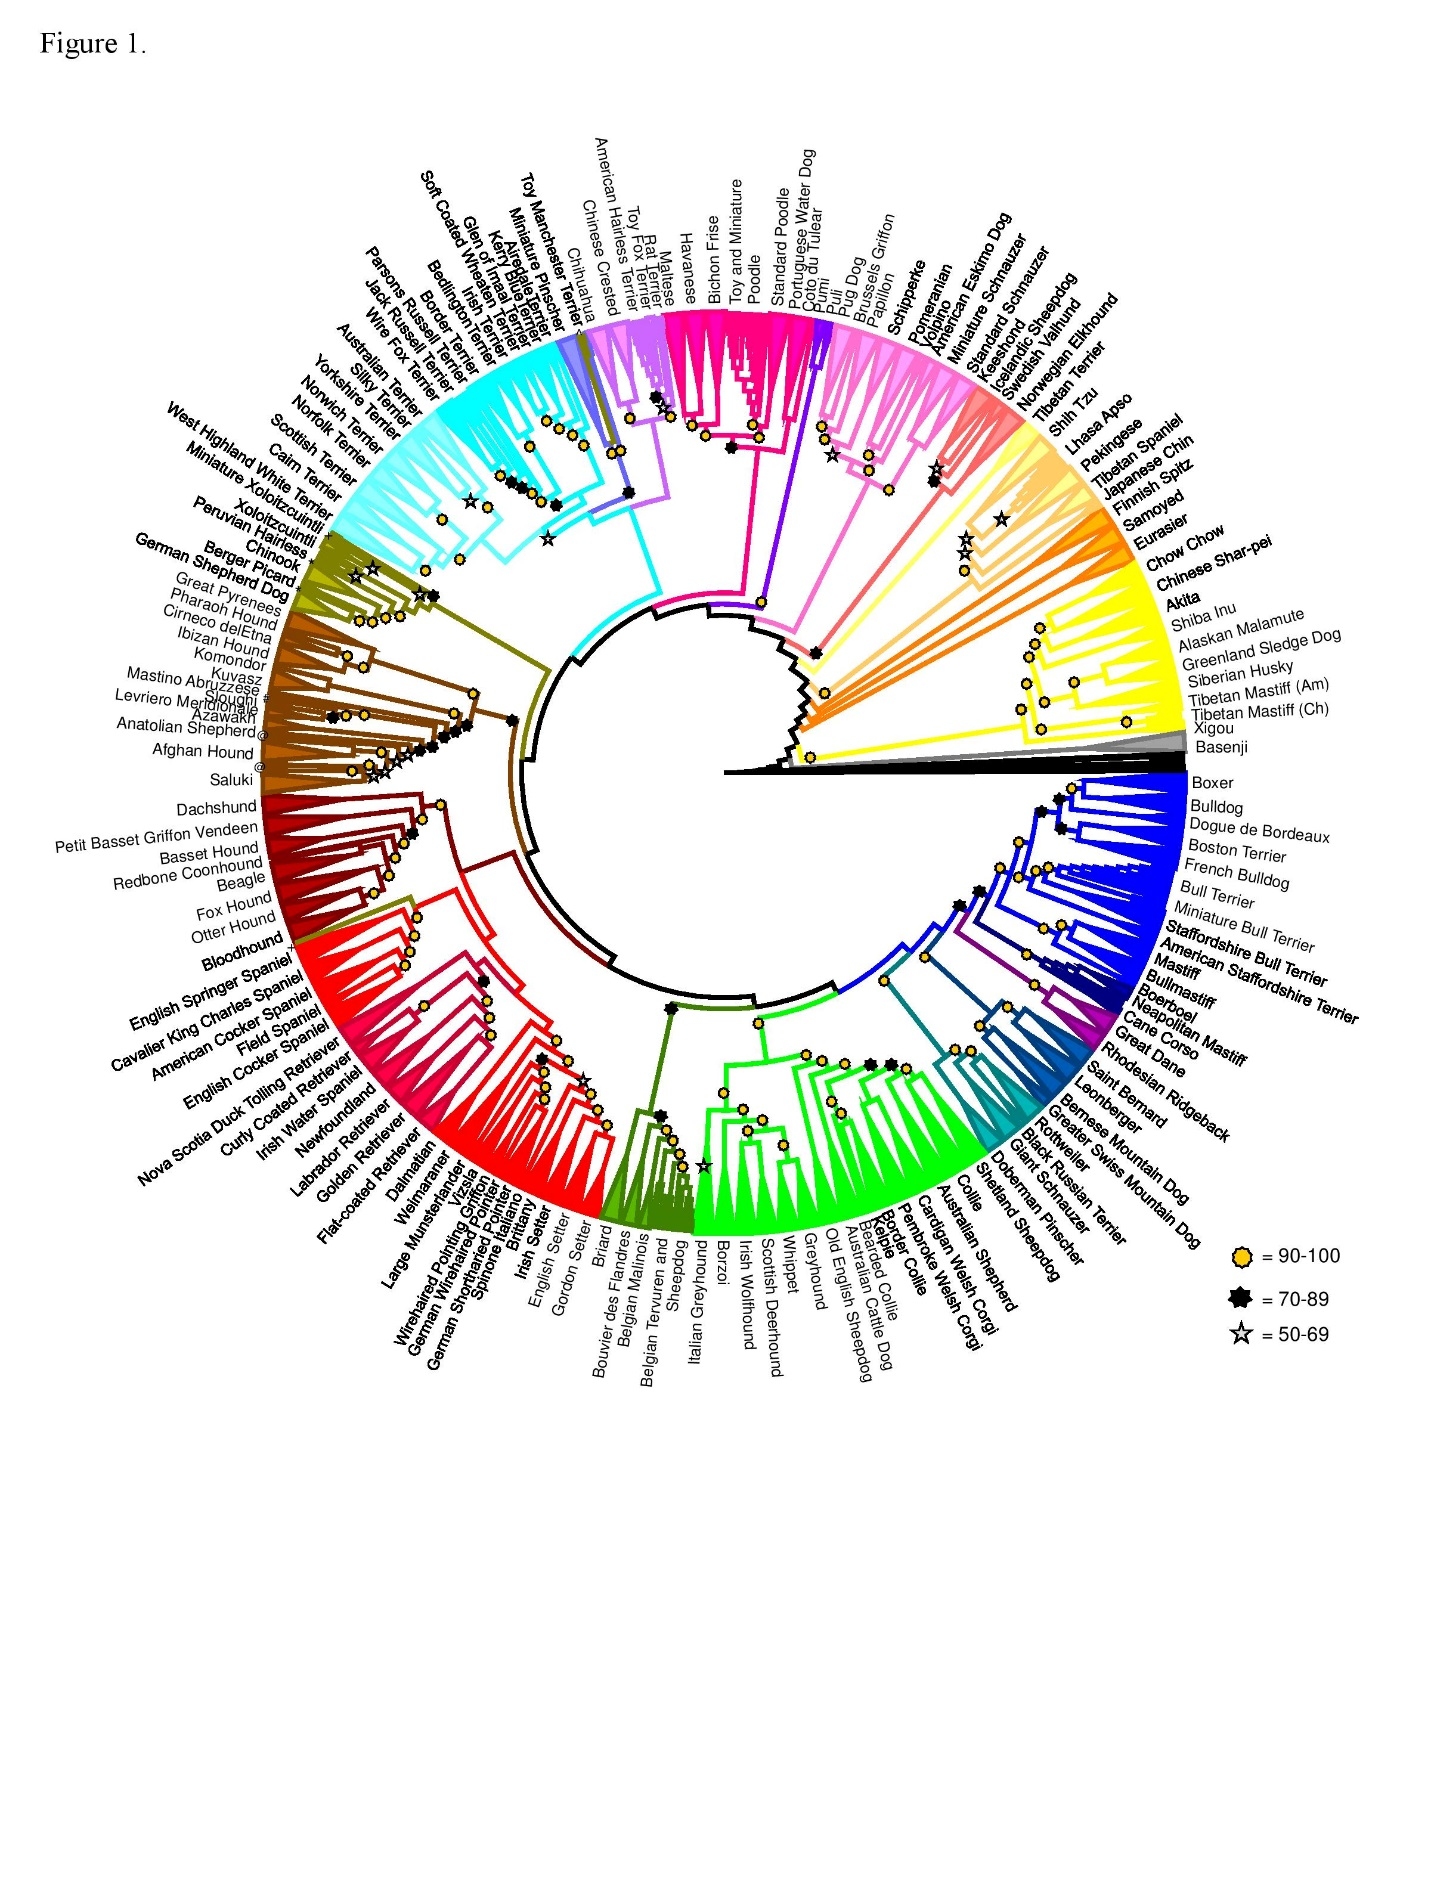 Figure 1.
American Hairless Terrier
Chinese Crested
Toy Fox Terrier
Rat Terrier
Maltese
Havanese
Bichon Frise
Toy and Miniature
Poodle
Standard Poodle
Portuguese Water Dog
Coto du Tulear
Pumi
Puli
Pug Dog
Brussels Griffon
Papillon
Schipperke
Pomeranian
Volpino
American Eskimo Dog
Miniature Schnauzer
Standard Schnauzer
Keeshond
Icelandic Sheepdog
Swedish Valhund
Norwegian Elkhound
Tibetan Terrier
Shih Tzu
Lhasa Apso
Pekingese
Tibetan Spaniel
Japanese Chin
Finnish Spitz
Samoyed
Eurasier
Chow Chow
Chinese Shar-pei
Akita
Shiba Inu
Alaskan Malamute
Greenland Sledge Dog
Siberian Husky
Tibetan Mastiff (Am)
Tibetan Mastiff (Ch)
Xigou
Basenji
Boxer
Bulldog
Dogue de Bordeaux
Boston Terrier
French Bulldog
Bull Terrier
Miniature Bull Terrier
Staffordshire Bull Terrier
American Staffordshire Terrier
Mastiff
Bullmastiff
Boerboel
Neapolitan Mastiff
Cane Corso
Great Dane
Rhodesian Ridgeback
Saint Bernard
Leonberger
Bernese Mountain Dog
Greater Swiss Mountain Dog
Rottweiler
Black Russian Terrier
Giant Schnauzer
Doberman Pinscher
Shetland Sheepdog
Collie
Australian Shepherd
Cardigan Welsh Corgi
Pembroke Welsh Corgi
Border Collie
Kelpie
Bearded Collie
Australian Cattle Dog
Old English Sheepdog
Greyhound
Whippet
Scottish Deerhound
Irish Wolfhound
Borzoi
Italian Greyhound
Belgian Tervuren and
Sheepdog
Belgian Malinois
Bouvier des Flandres
Briard
Gordon Setter
English Setter
Irish Setter
Brittany
Spinone Italiano
German Shorthaired Pointer
German Wirehaired Pointer
Wirehaired Pointing Griffon
Vizsla
Large Munsterlander
Weimaraner
Dalmatian
Flat-coated Retriever
Golden Retriever
Labrador Retriever
Newfoundland
Irish Water Spaniel
Curly Coated Retriever
Nova Scotia Duck Tolling Retriever
English Cocker Spaniel
Field Spaniel
American Cocker Spaniel
Cavalier King Charles Spaniel
English Springer Spaniel
Bloodhound +
Otter Hound
Fox Hound
Beagle
Redbone Coonhound
Basset Hound
Petit Basset Griffon Vendeen
Dachshund
Saluki
@
Afghan Hound
Anatolian Shepherd@
Azawakh
Levriero Meridionale
Sloughi #
Mastino Abruzzese
Kuvasz
Komondor
Ibizan Hound
Cirneco delEtna
Pharaoh Hound
Great Pyrenees
German Shepherd Dog
Berger Picard
Chinook
Peruvian Hairless
Xoloitzcuintli
Miniature Xoloitzcuintli
West Highland White Terrier
Cairn Terrier
Scottish Terrier
Norfolk Terrier
Norwich Terrier
Yorkshire Terrier
Silky Terrier
Australian Terrier
Wire Fox Terrier
Jack Russell Terrier
Parsons Russell Terrier
Border Terrier
BedlingtonTerrier
Irish Terrier
Soft Coated Wheaten Terrier
Glen of Imaal Terrier
Kerry Blue Terrier
AiredaleTerrier
Miniature Pinscher
Toy Manchester Terrier
Chihuahua
= 90-100
= 70-89
= 50-69